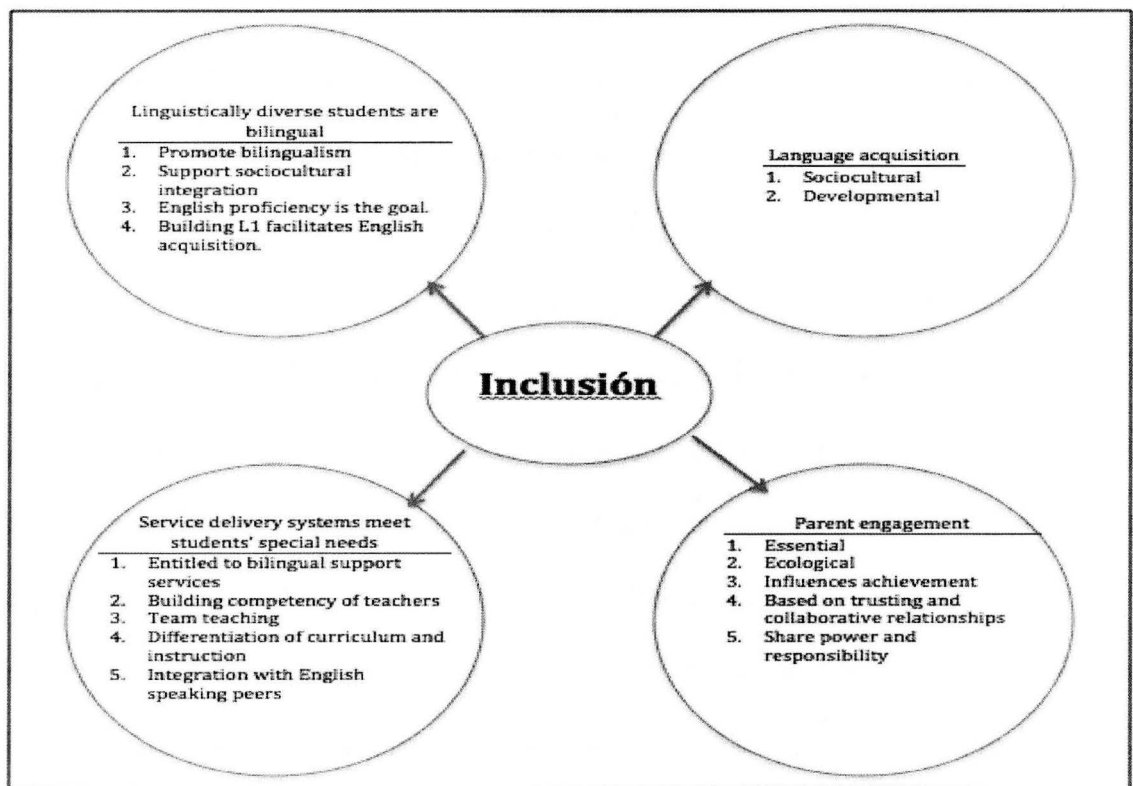 Linguistically diverse students are
bilingual
1. Promote bilingualism
2. Support sociocultural
integration
3. English proficiency is the goal.
4. Building L1 facilitates English
acquisition.
Language acquisition
1. Sociocultural
2. Developmental
Inclusión
Service delivery systems meet
students' special needs
1. Entitled to bilingual support
services
2. Building competency of teachers
3. Team teaching
4. Differentiation of curriculum and
instruction
5. Integration with English
speaking peers
Parent engagement
1. Essential
2. Ecological
3. Influences achievement
4. Based on trusting and
collaborative relationships
5. Share power and
responsibility